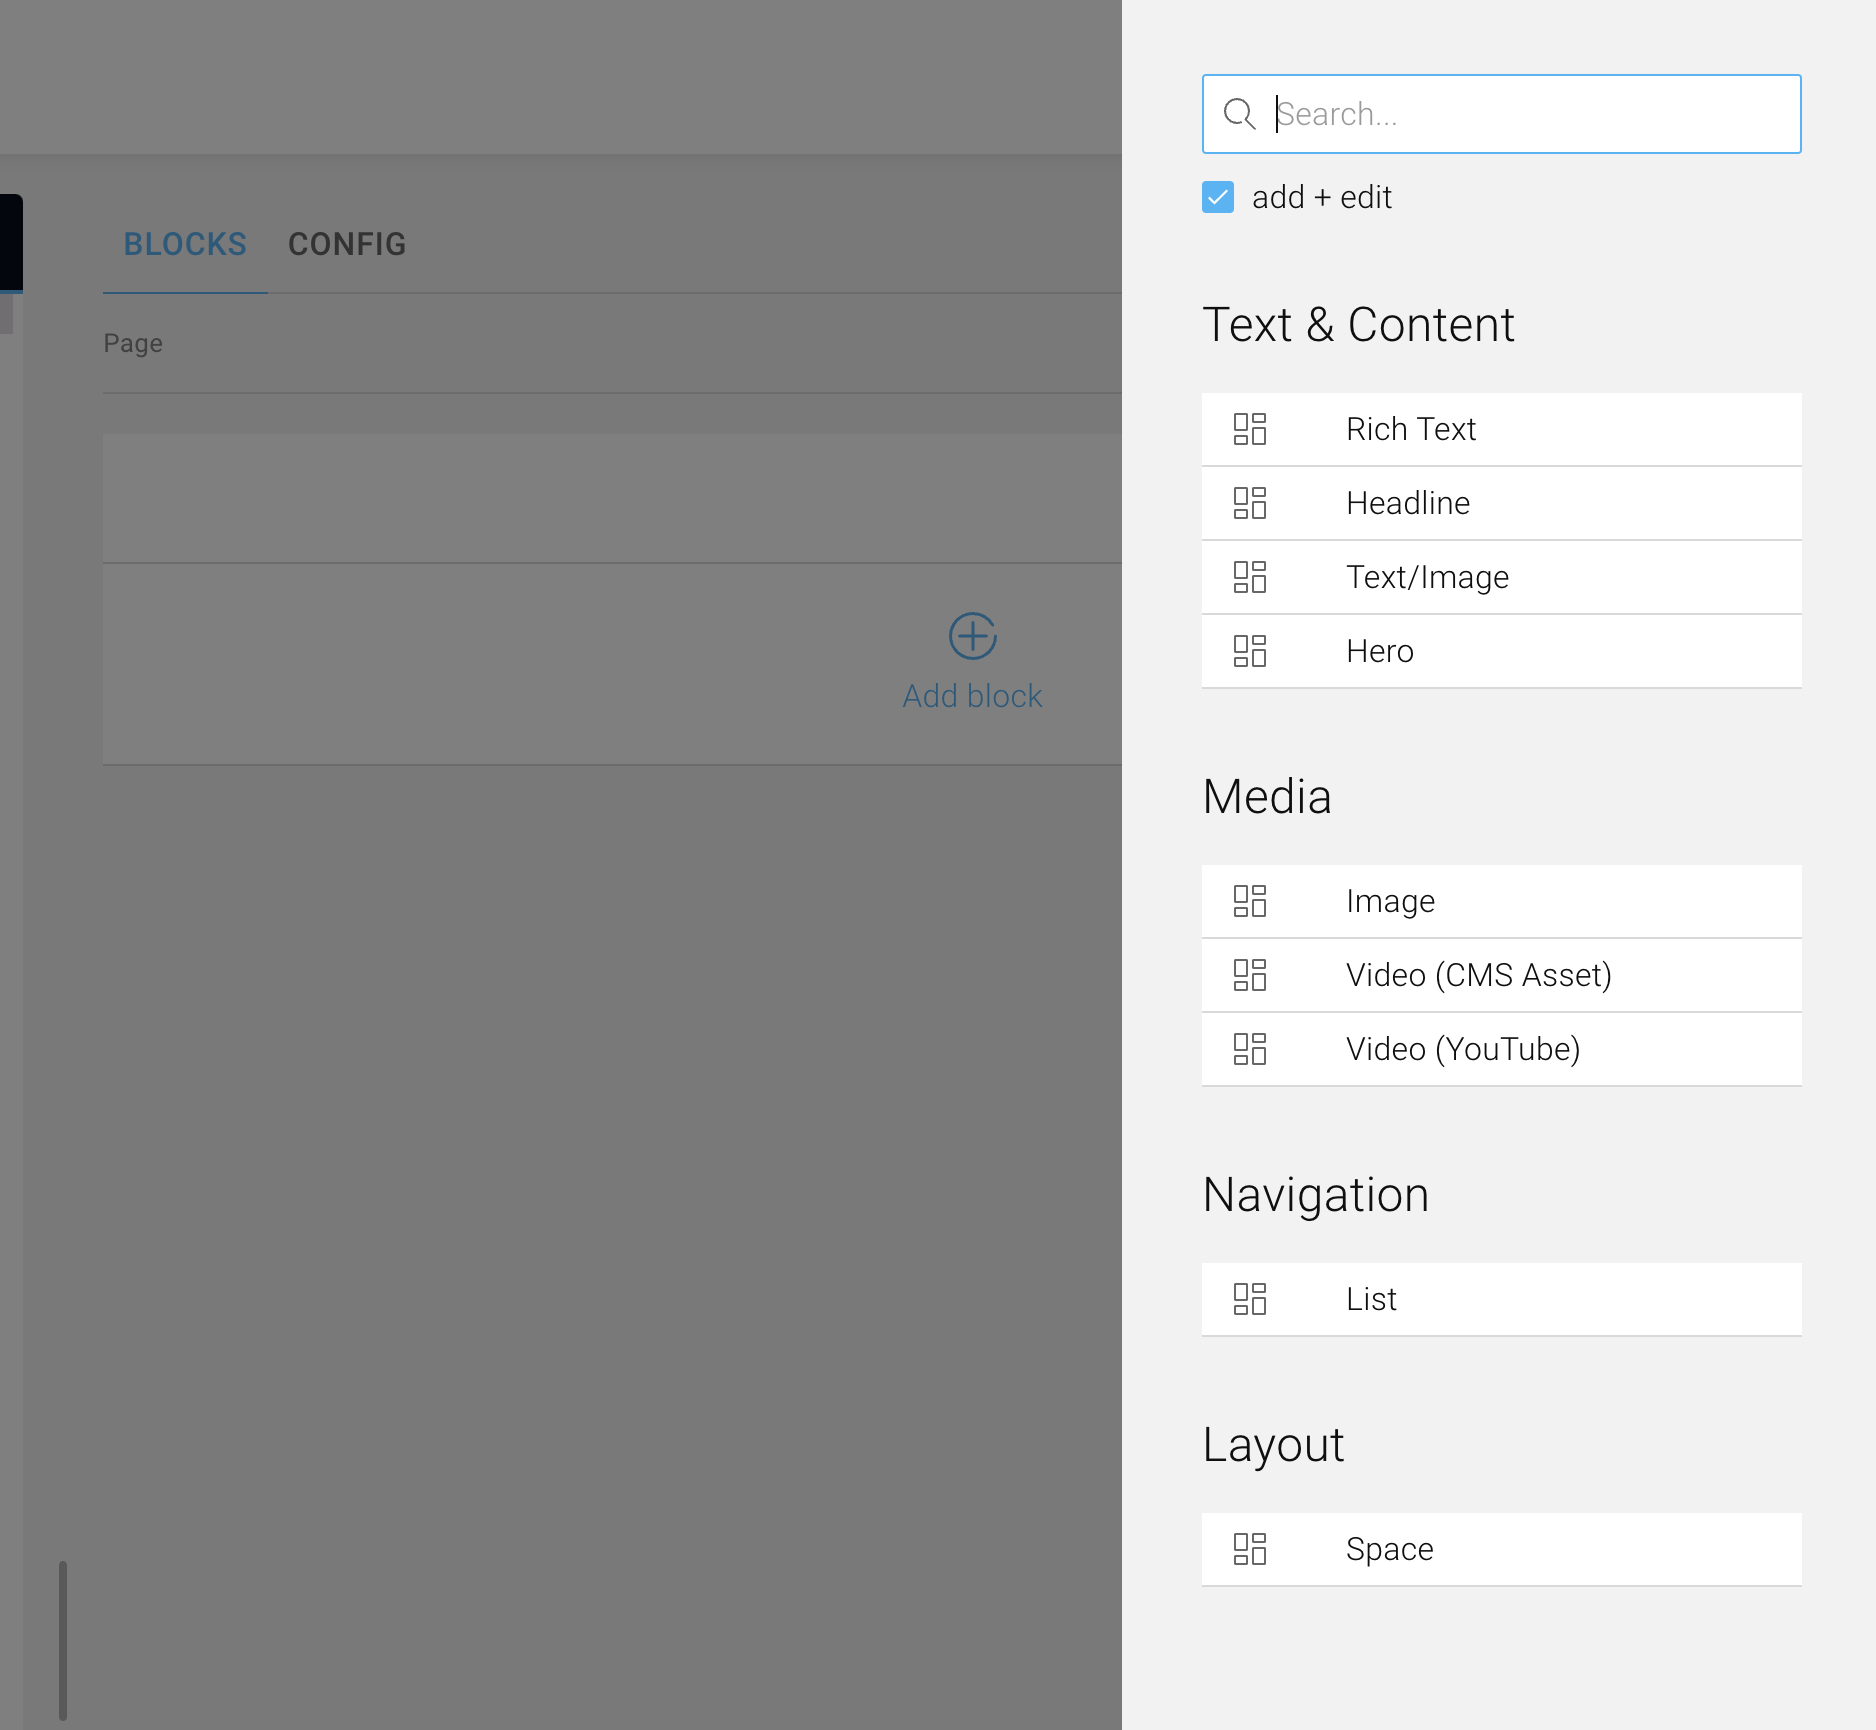 BLOCKS
CONFIG
Page
Add block
Search...
add + edit
Text & Content
Rich Text
Headline
Text/Image
Hero
Media
Image
Video (CMS Asset)
Video (YouTube)
Navigation
List
Layout
Space